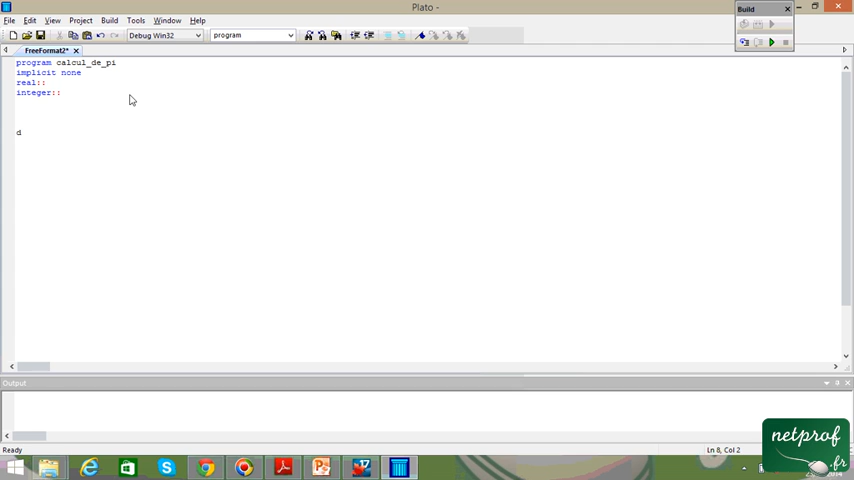 Plato -
Build
File Edit View Project Build Tools Window Help
Debug Win32
program
FreeFormat2*
program calcul_de_pi
implicit none
real::
integer::
d
Output
Ready
Ln 8, Col 2
netprof
.fr